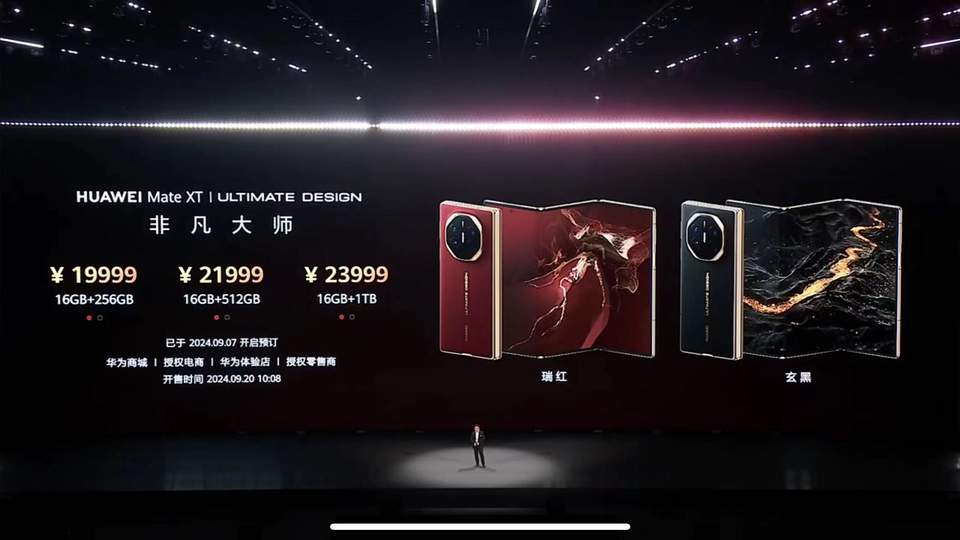 HUAWEI Mate XT | ULTIMATE DESIGN
非凡大师
¥ 19999 ¥ 21999 ¥ 23999
16GB+256GB 16GB+512GB 16GB+1TB
已于 2024.09.07 开启预订
华为商城 | 授权电商 | 华为体验店 | 授权零售商
开售时间 2024.09.20 10:08
瑞红 玄黑